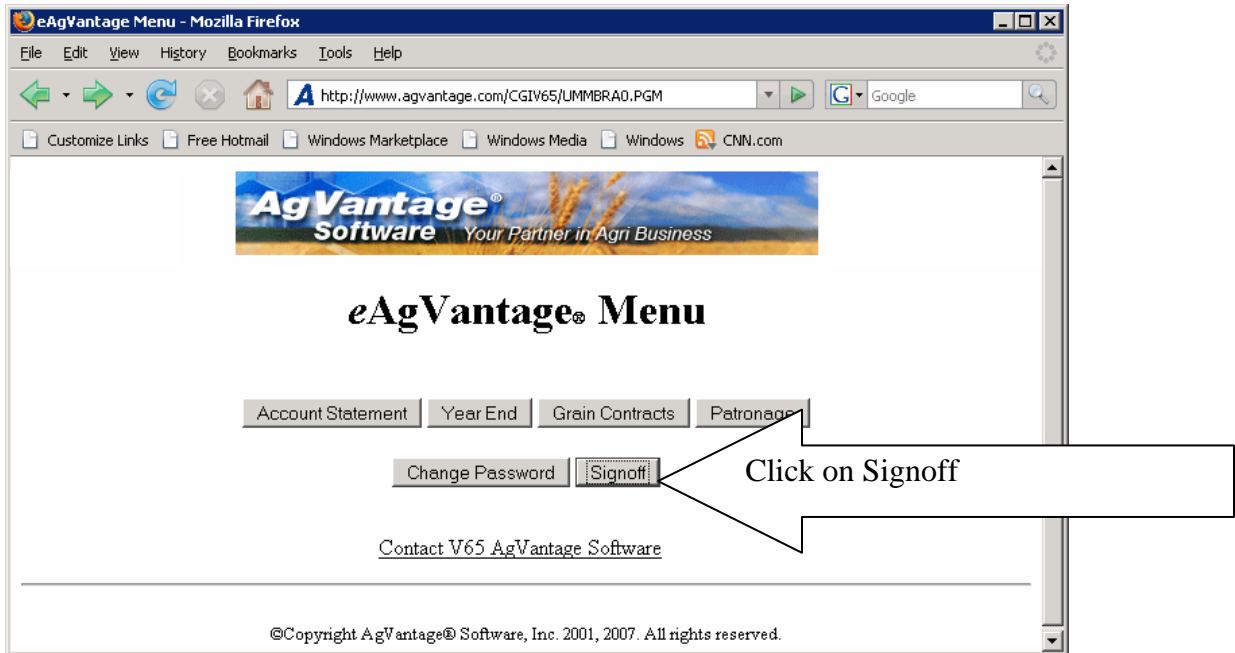 eAgVantage Menu - Mozilla Firefox
File Edit View History Bookmarks Tools Help
A http://www.agvantage.com/CGIV65/UMMBRA0.PGM G Google
Customize Links Free Hotmail Windows Marketplace Windows Media Windows CNN.com
AgVantage®
Software Your Partner in Agri Business
eAgVantage® Menu
Account Statement Year End Grain Contracts Patronage
Change Password Signoff
Click on Signoff
Contact V65 AgVantage Software
©Copyright AgVantage® Software, Inc. 2001, 2007. All rights reserved.